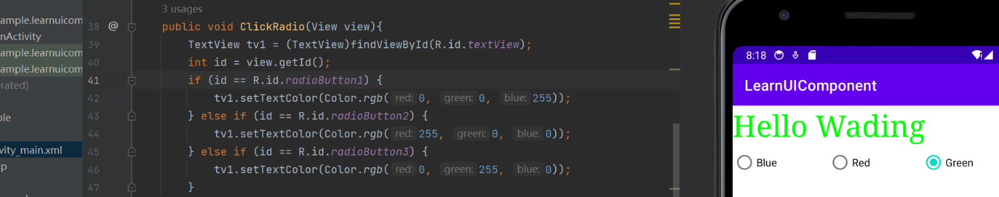 ample.learnuicom
nActivity
ample.learnuicom
ample.learnuicom
erated)
ple
vity_main.xml
p
3 usages
38 @ public void ClickRadio(View view){
39 TextView tv1 = (TextView)findViewById(R.id.textView);
40 int id = view.getId();
41 if (id == R.id.radioButton1) {
42 tv1.setTextColor(Color.rgb( red: 0, green: 0, blue: 255));
43 } else if (id == R.id.radioButton2) {
44 tv1.setTextColor(Color.rgb( red: 255, green: 0, blue: 0));
45 } else if (id == R.id.radioButton3) {
46 tv1.setTextColor(Color.rgb( red: 0, green: 255, blue: 0));
47 }
8:18
LearnUIComponent
Hello Wading
Blue Red Green